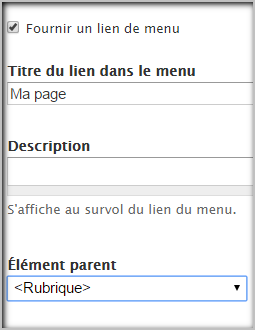 Fournir un lien de menu
Titre du lien dans le menu
Ma page
Description
S'affiche au survol du lien du menu.
Élément parent
<Rubrique>